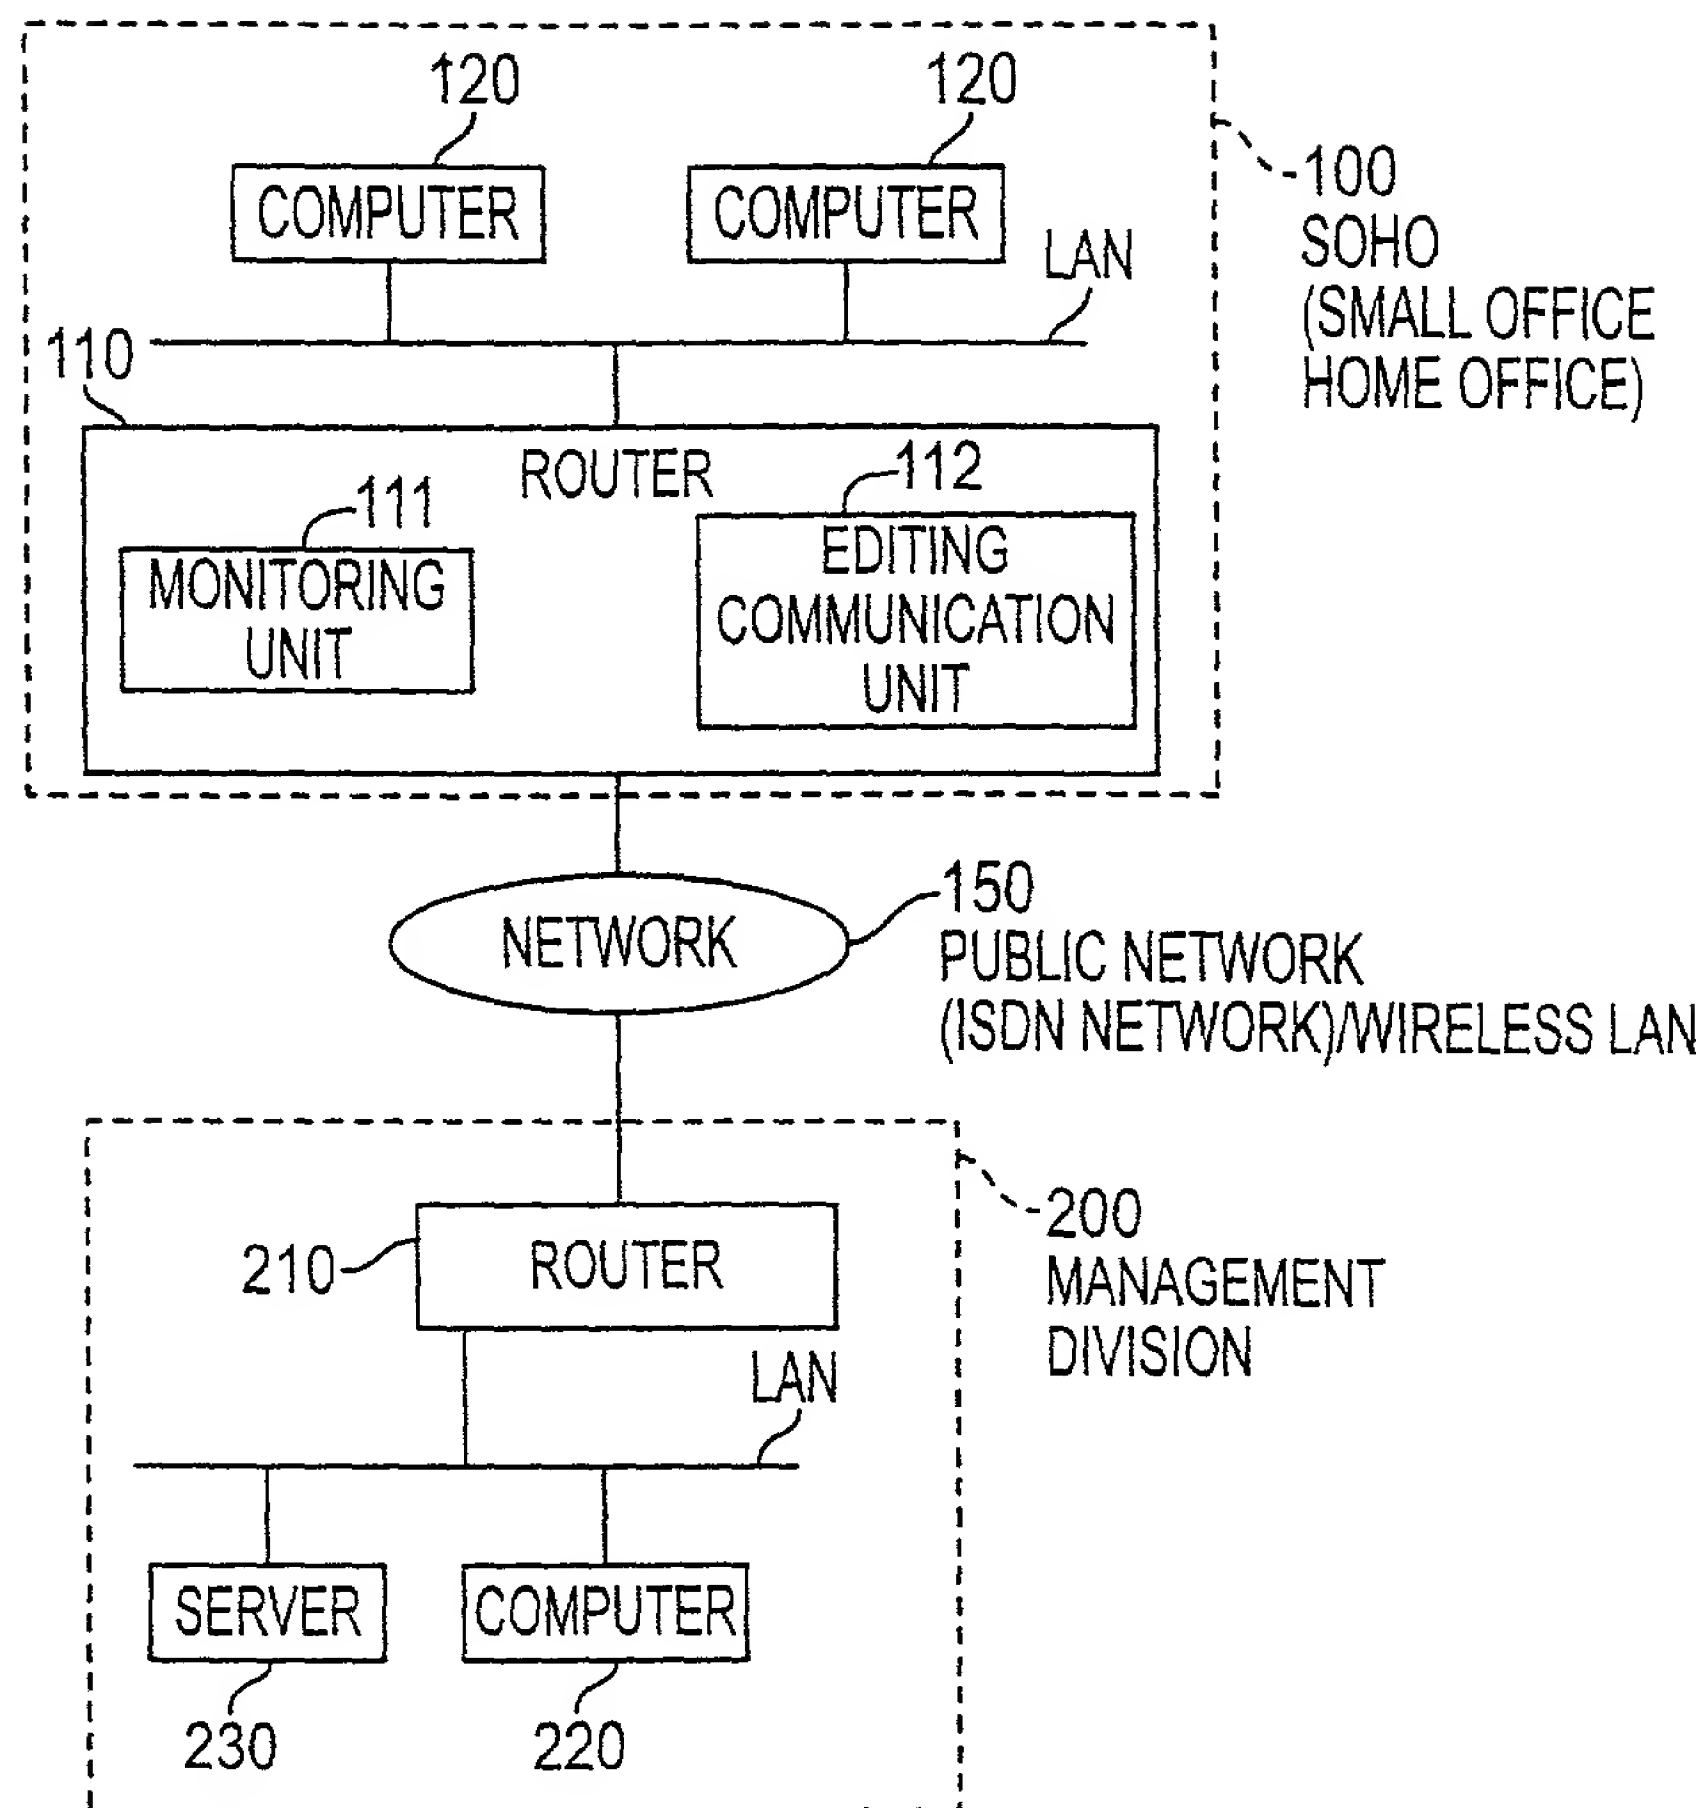 120
120
COMPUTER
COMPUTER
LAN
100
SOHO
(SMALL OFFICE
HOME OFFICE)
110
ROUTER
111
112
MONITORING
UNIT
EDITING
COMMUNICATION
UNIT
NETWORK
150
PUBLIC NETWORK
(ISDN NETWORK)/WIRELESS LAN
200
MANAGEMENT
DIVISION
210
ROUTER
LAN
SERVER
COMPUTER
230
220